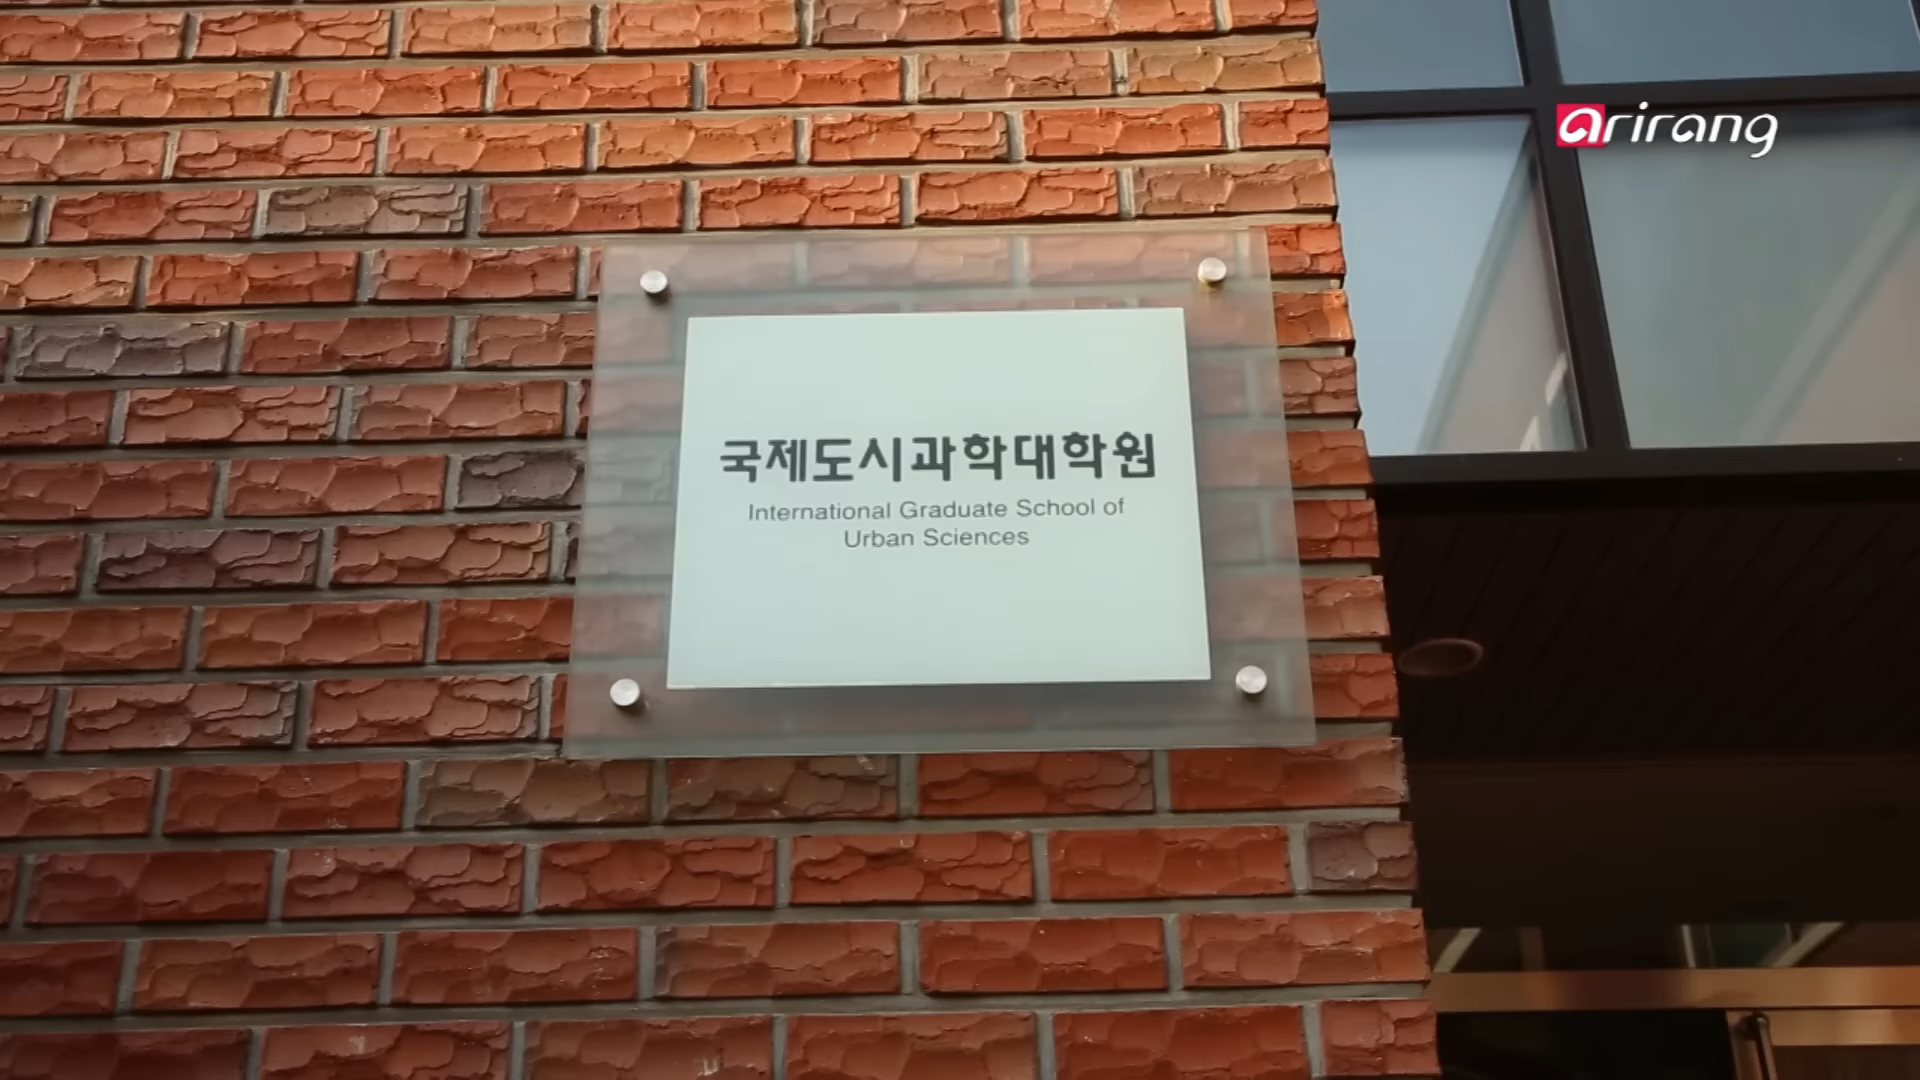 arirang
국제도시과학대학원
International Graduate School of
Urban Sciences